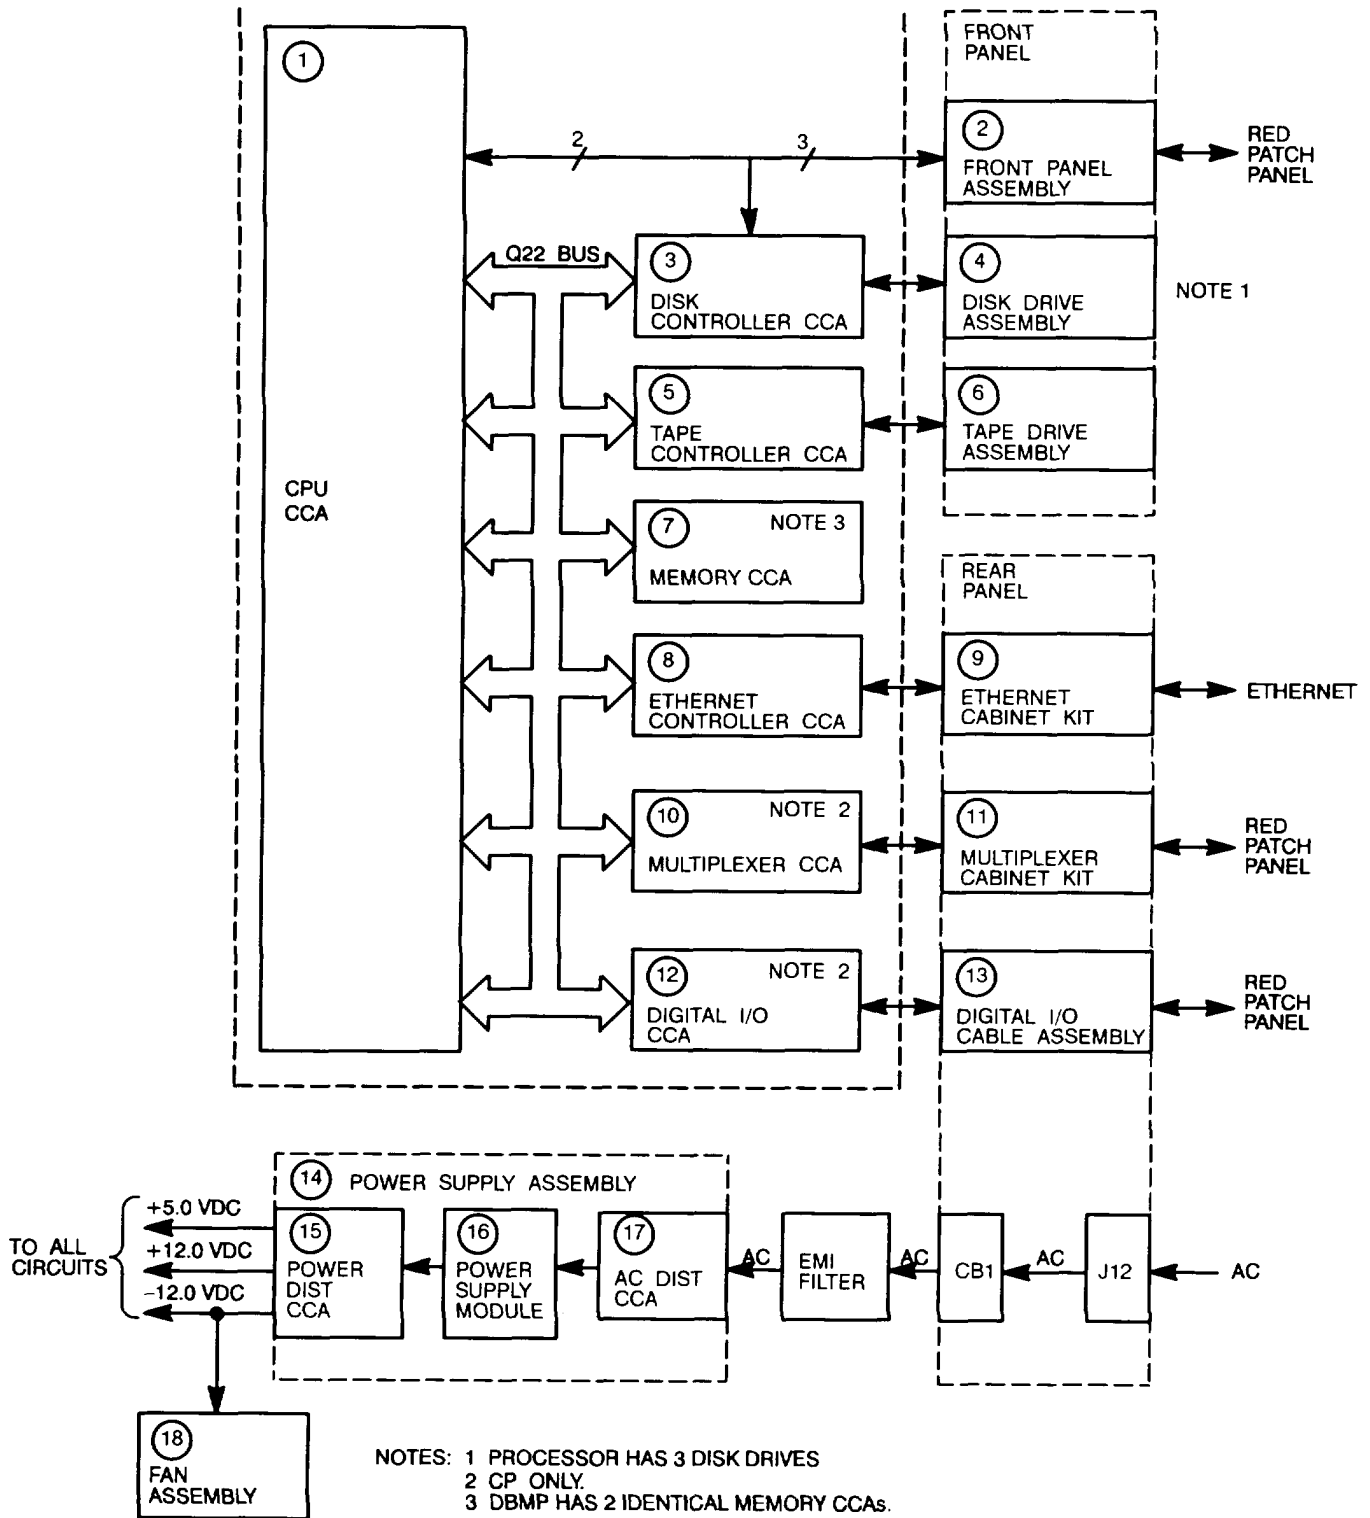 1
CPU
CCA
2
3
FRONT
PANEL
2
FRONT PANEL
ASSEMBLY
RED
PATCH
PANEL
Q22 BUS
3
DISK
CONTROLLER CCA
4
DISK DRIVE
ASSEMBLY
NOTE 1
5
TAPE
CONTROLLER CCA
6
TAPE DRIVE
ASSEMBLY
7
NOTE 3
MEMORY CCA
REAR
PANEL
8
ETHERNET
CONTROLLER CCA
9
ETHERNET
CABINET KIT
ETHERNET
10
NOTE 2
MULTIPLEXER CCA
11
MULTIPLEXER
CABINET KIT
RED
PATCH
PANEL
12
NOTE 2
DIGITAL I/O
CCA
13
DIGITAL I/O
CABLE ASSEMBLY
RED
PATCH
PANEL
14
POWER SUPPLY ASSEMBLY
TO ALL
CIRCUITS
+5.0 VDC
+12.0 VDC
–12.0 VDC
15
POWER
DIST
CCA
16
POWER
SUPPLY
MODULE
17
AC DIST
CCA
AC
EMI
FILTER
AC
CB1
AC
J12
AC
18
FAN
ASSEMBLY
NOTES: 1 PROCESSOR HAS 3 DISK DRIVES
2 CP ONLY.
3 DBMP HAS 2 IDENTICAL MEMORY CCAs.